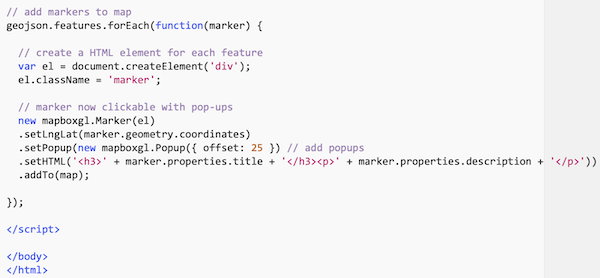 // add markers to map
geojson.features.forEach(function(marker) {
// create a HTML element for each feature
var el = document.createElement('div');
el.className = 'marker';
// marker now clickable with pop-ups
new mapboxgl.Marker(el)
.setLngLat(marker.geometry.coordinates)
.setPopup(new mapboxgl.Popup({ offset: 25 }) // add popups
.setHTML('<h3>' + marker.properties.title + '</h3><p>' + marker.properties.description + '</p>'))
.addTo(map);
});
</script>
</body>
</html>